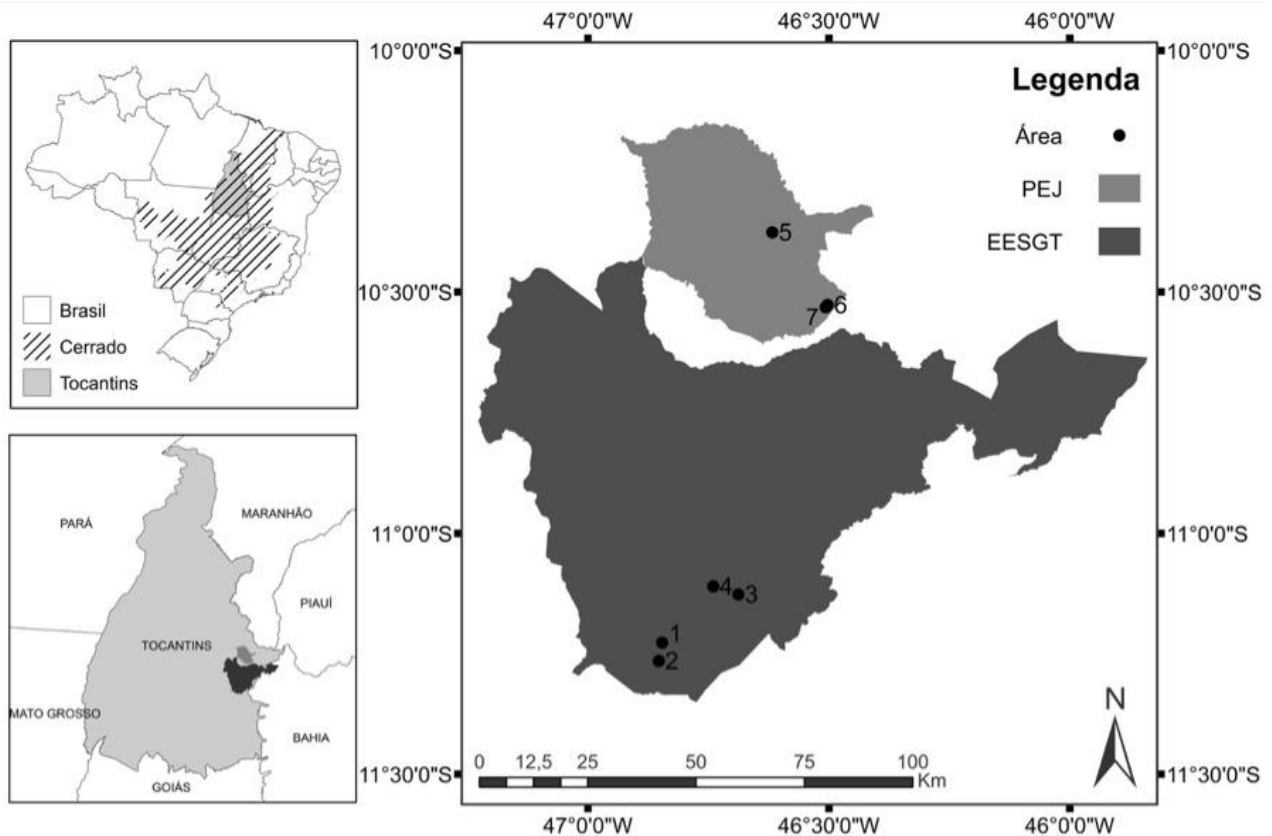 47°0'0"W 46°30'0"W 46°0'0"W
10°0'0"S 10°0'0"S
Legenda
Área
PEJ
EESGT
Brasil
Cerrado
Tocantins
5
10°30'0"S 10°30'0"S
6
7
PARÁ
MARANHÃO
PIAUÍ
TOCANTINS
MATO GROSSO
BAHIA
GOIÁS
11°0'0"S 11°0'0"S
4 3
1
2
N
0 12,5 25 50 75 100
Km
11°30'0"S 11°30'0"S
47°0'0"W 46°30'0"W 46°0'0"W